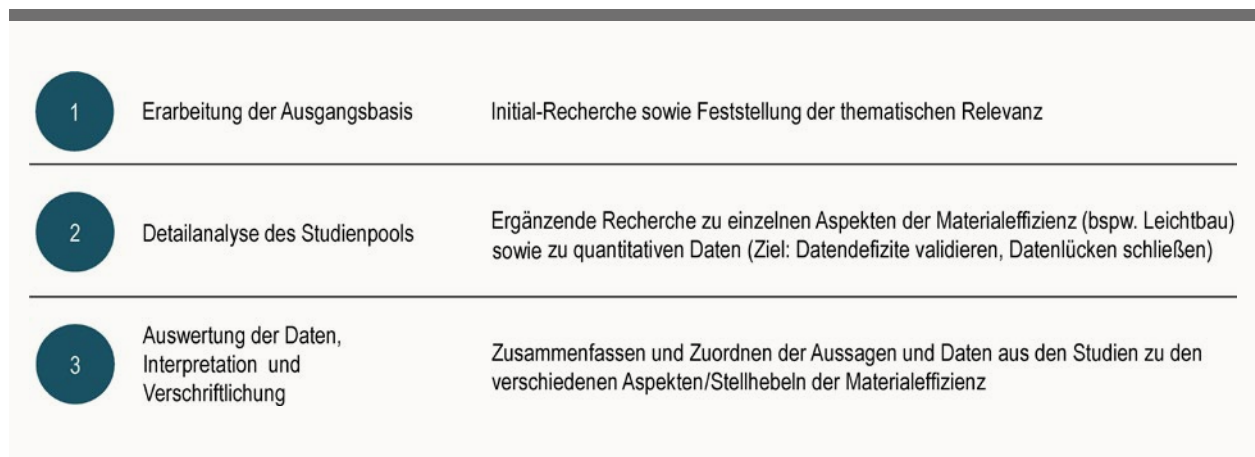 1
Erarbeitung der Ausgangsbasis
Initial-Recherche sowie Feststellung der thematischen Relevanz
2
Detailanalyse des Studienpools
Ergänzende Recherche zu einzelnen Aspekten der Materialeffizienz (bspw. Leichtbau)
sowie zu quantitativen Daten (Ziel: Datendefizite validieren, Datenlücken schließen)
3
Auswertung der Daten,
Interpretation und
Verschriftlichung
Zusammenfassen und Zuordnen der Aussagen und Daten aus den Studien zu den
verschiedenen Aspekten/Stellhebeln der Materialeffizienz